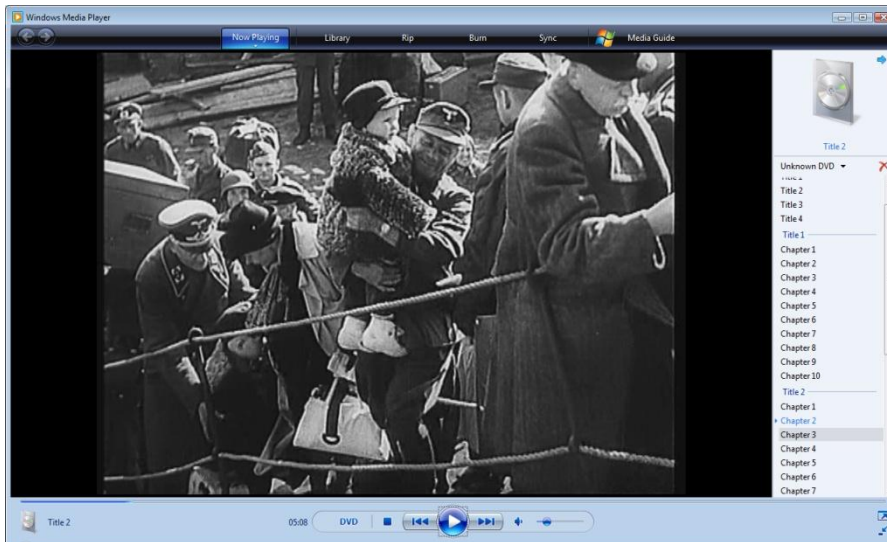 Windows Media Player
Now Playing
Library
Rip
Burn
Sync
Media Guide
Title 2
Unknown DVD
Title 1
Title 2
Title 3
Title 4
Title 1
Chapter 1
Chapter 2
Chapter 3
Chapter 4
Chapter 5
Chapter 6
Chapter 7
Chapter 8
Chapter 9
Chapter 10
Title 2
Chapter 1
Chapter 2
Chapter 3
Chapter 4
Chapter 5
Chapter 6
Chapter 7
Title 2
05:08
DVD